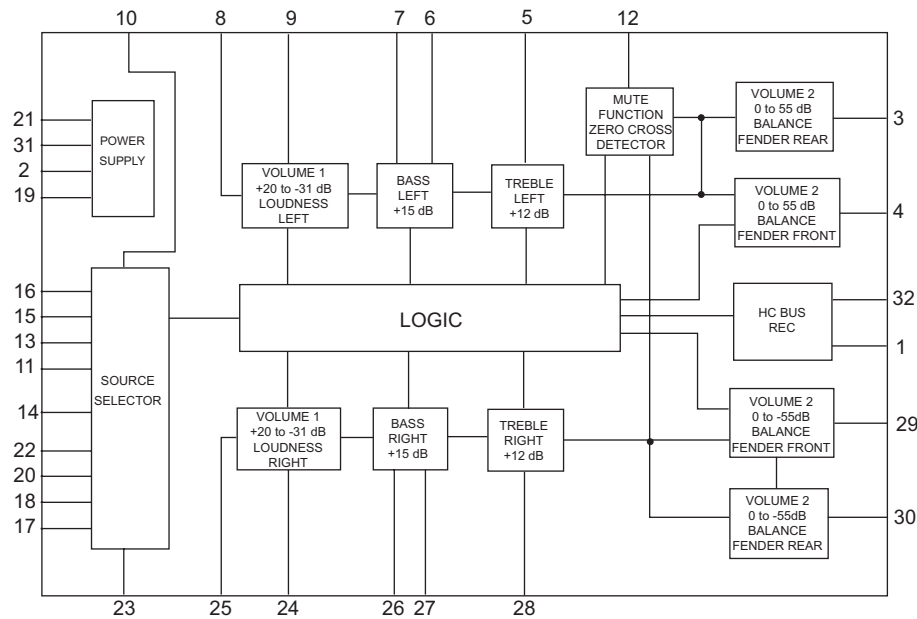 10
8
9
7
6
5
12
21
31
2
19
POWER
SUPPLY
VOLUME 1
+20 to -31 dB
LOUDNESS
LEFT
BASS
LEFT
+15 dB
TREBLE
LEFT
+12 dB
MUTE
FUNCTION
ZERO CROSS
DETECTOR
VOLUME 2
0 to 55 dB
BALANCE
FENDER REAR
3
VOLUME 2
0 to 55 dB
BALANCE
FENDER FRONT
4
16
15
13
11
14
22
20
18
17
SOURCE
SELECTOR
LOGIC
HC BUS
REC
32
1
VOLUME 1
+20 to -31 dB
LOUDNESS
RIGHT
BASS
RIGHT
+15 dB
TREBLE
RIGHT
+12 dB
VOLUME 2
0 to -55dB
BALANCE
FENDER FRONT
29
VOLUME 2
0 to -55dB
BALANCE
FENDER REAR
30
23
25
24
26
27
28